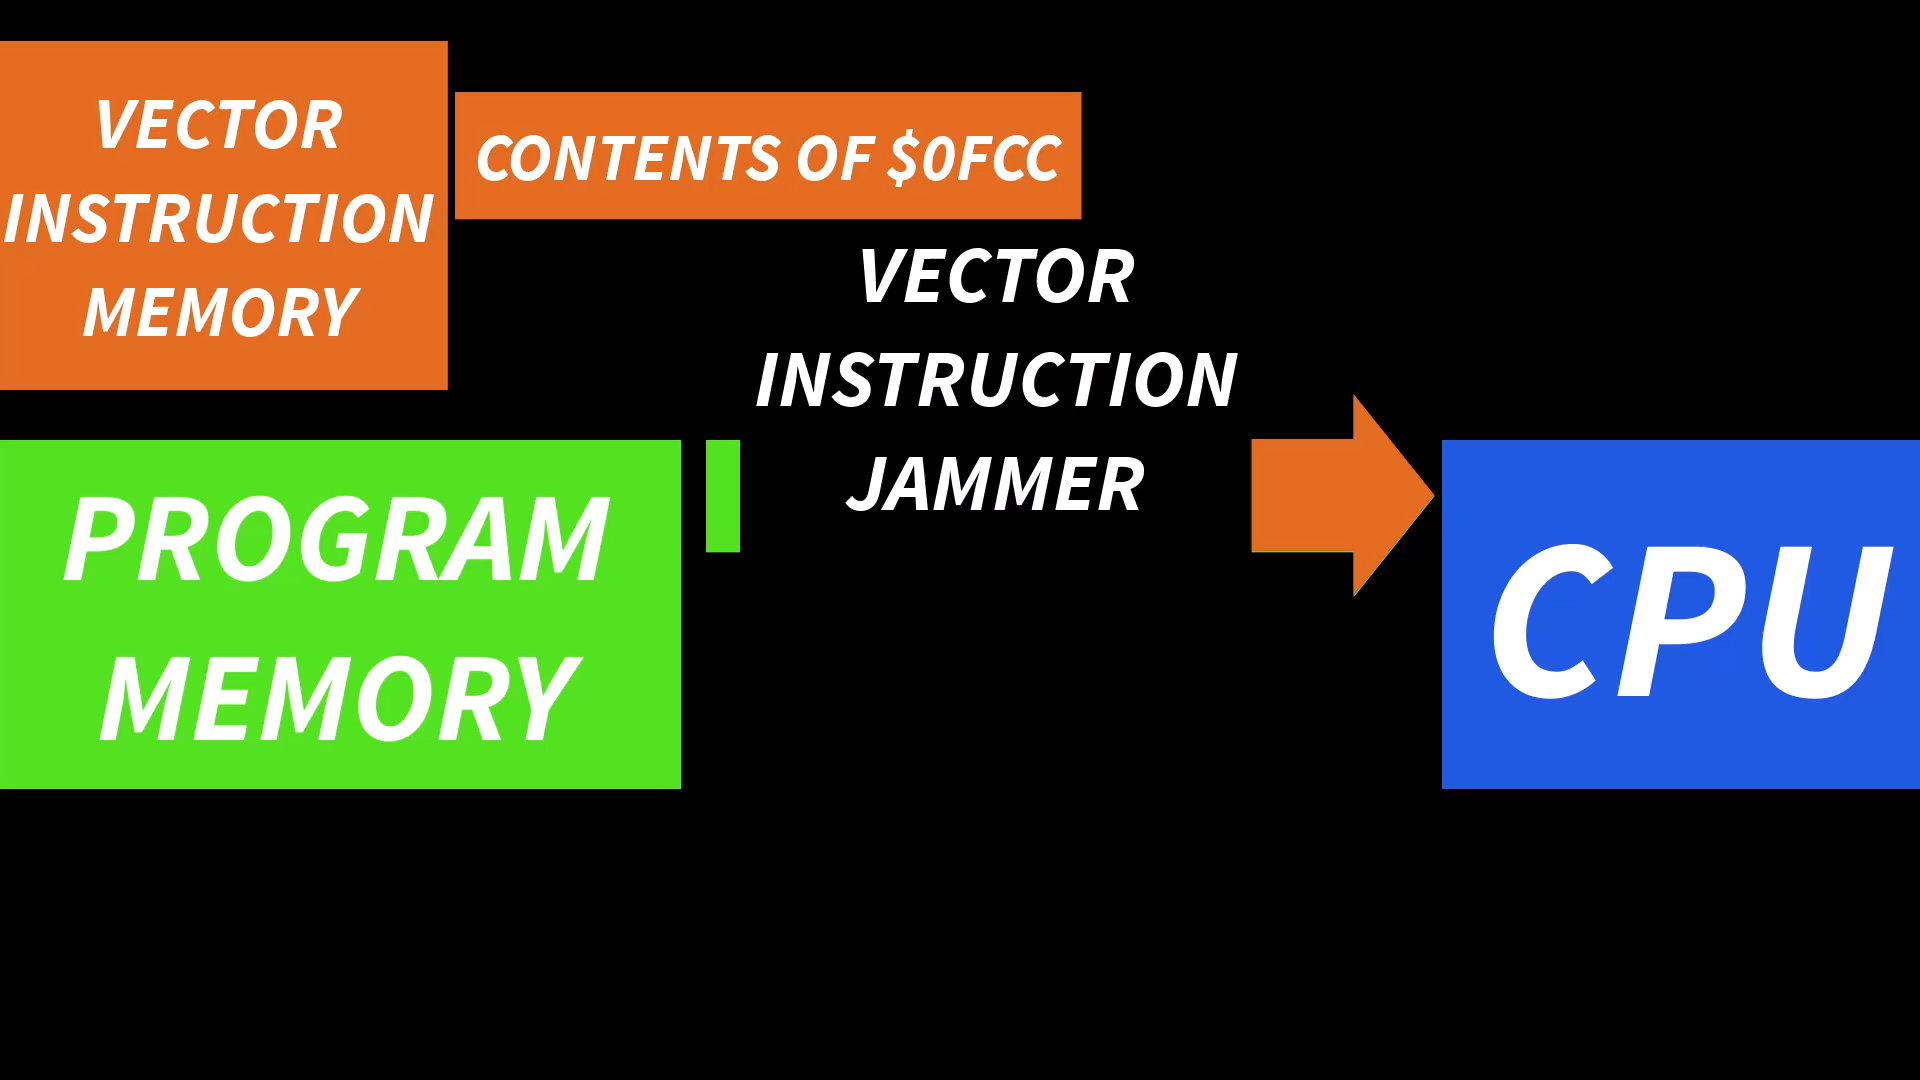 VECTOR
INSTRUCTION
MEMORY
CONTENTS OF $0FCC
VECTOR
INSTRUCTION
JAMMER
PROGRAM
MEMORY
CPU